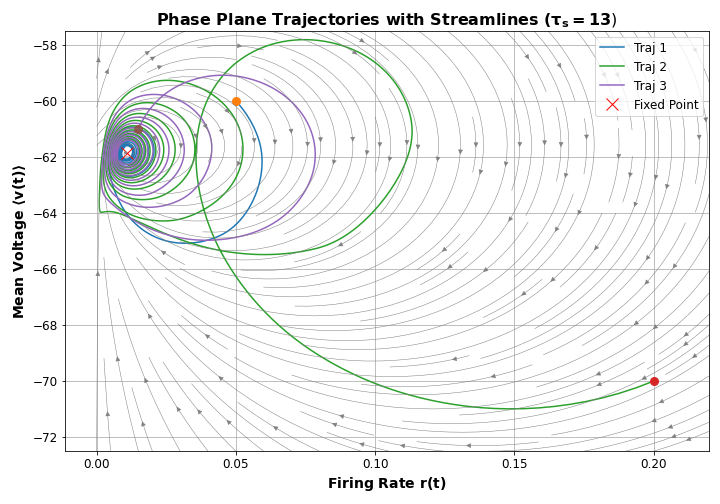 Phase Plane Trajectories with Streamlines (τₛ = 13)
Traj 1
Traj 2
Traj 3
Fixed Point
Mean Voltage ⟨v(t)⟩
−58
−60
−62
−64
−66
−68
−70
−72
0.00 0.05 0.10 0.15 0.20
Firing Rate r(t)